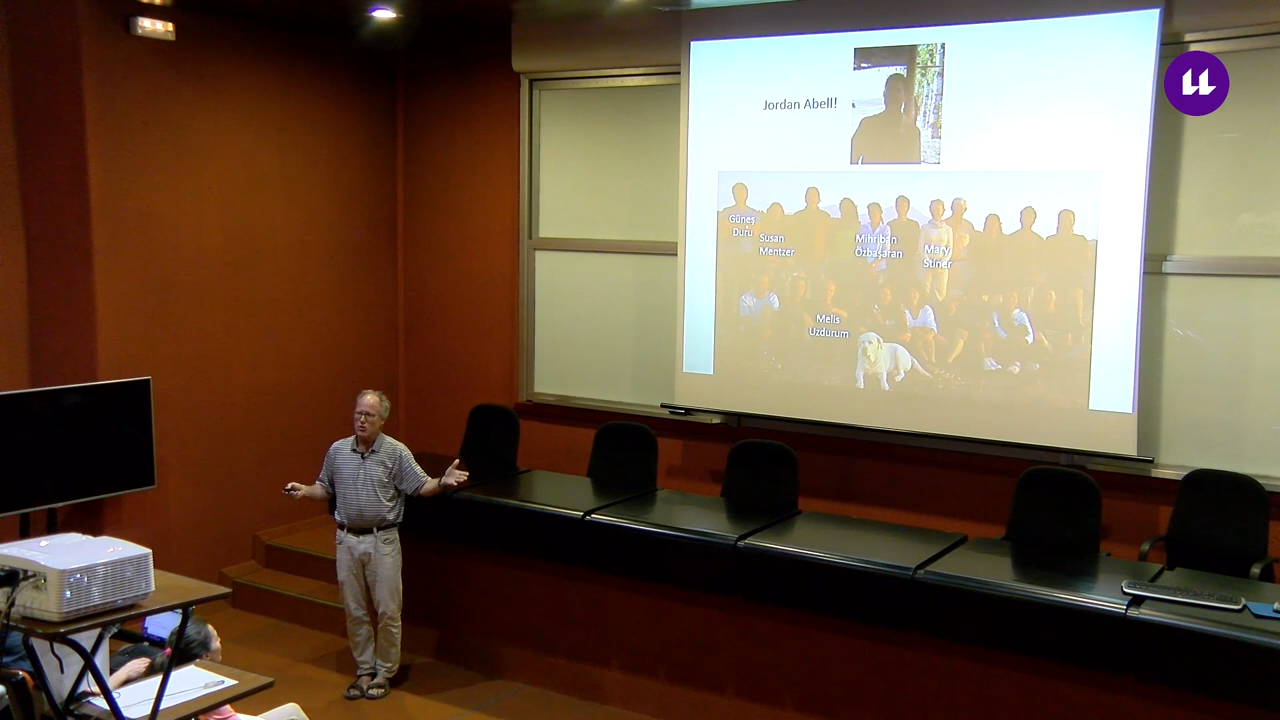 Jordan Abell!
Güneş
Duru
Susan
Mentzer
Mihriban
Özbaşaran
Mary
Stiner
Melis
Uzdurum